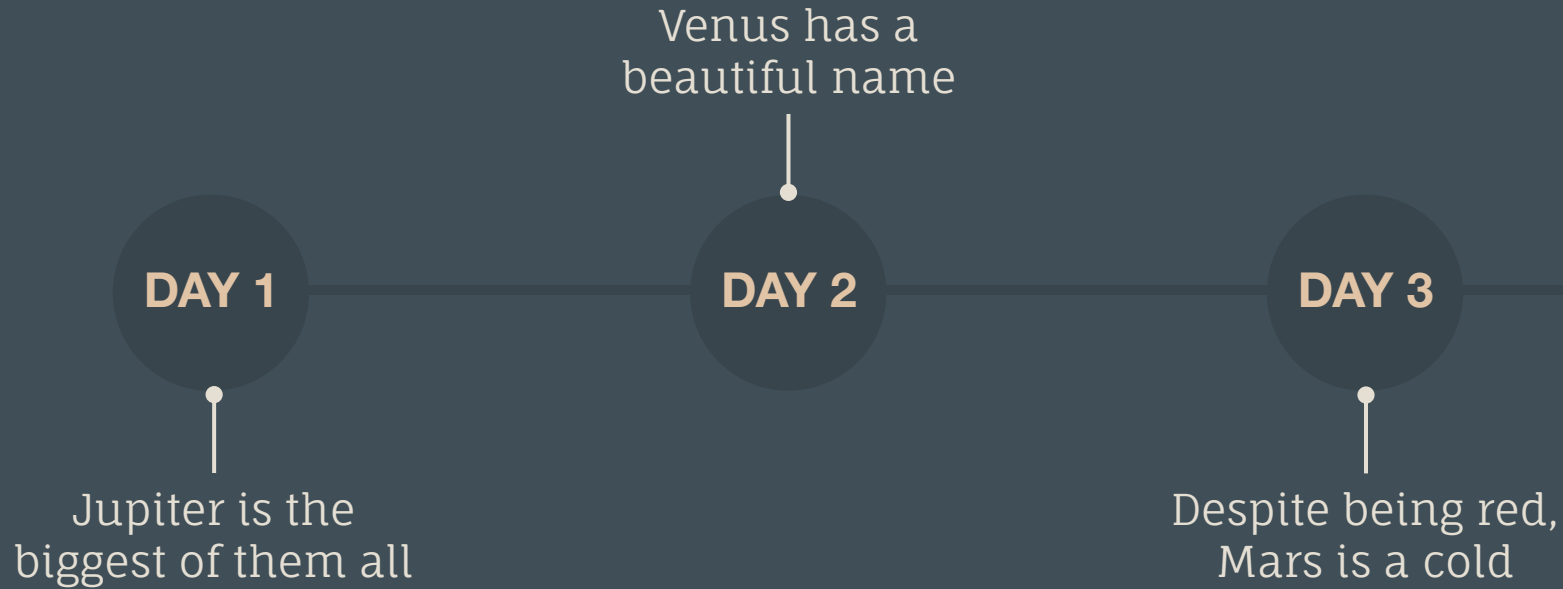 Venus has a
beautiful name
DAY 1
DAY 2
DAY 3
Jupiter is the
biggest of them all
Despite being red,
Mars is a cold